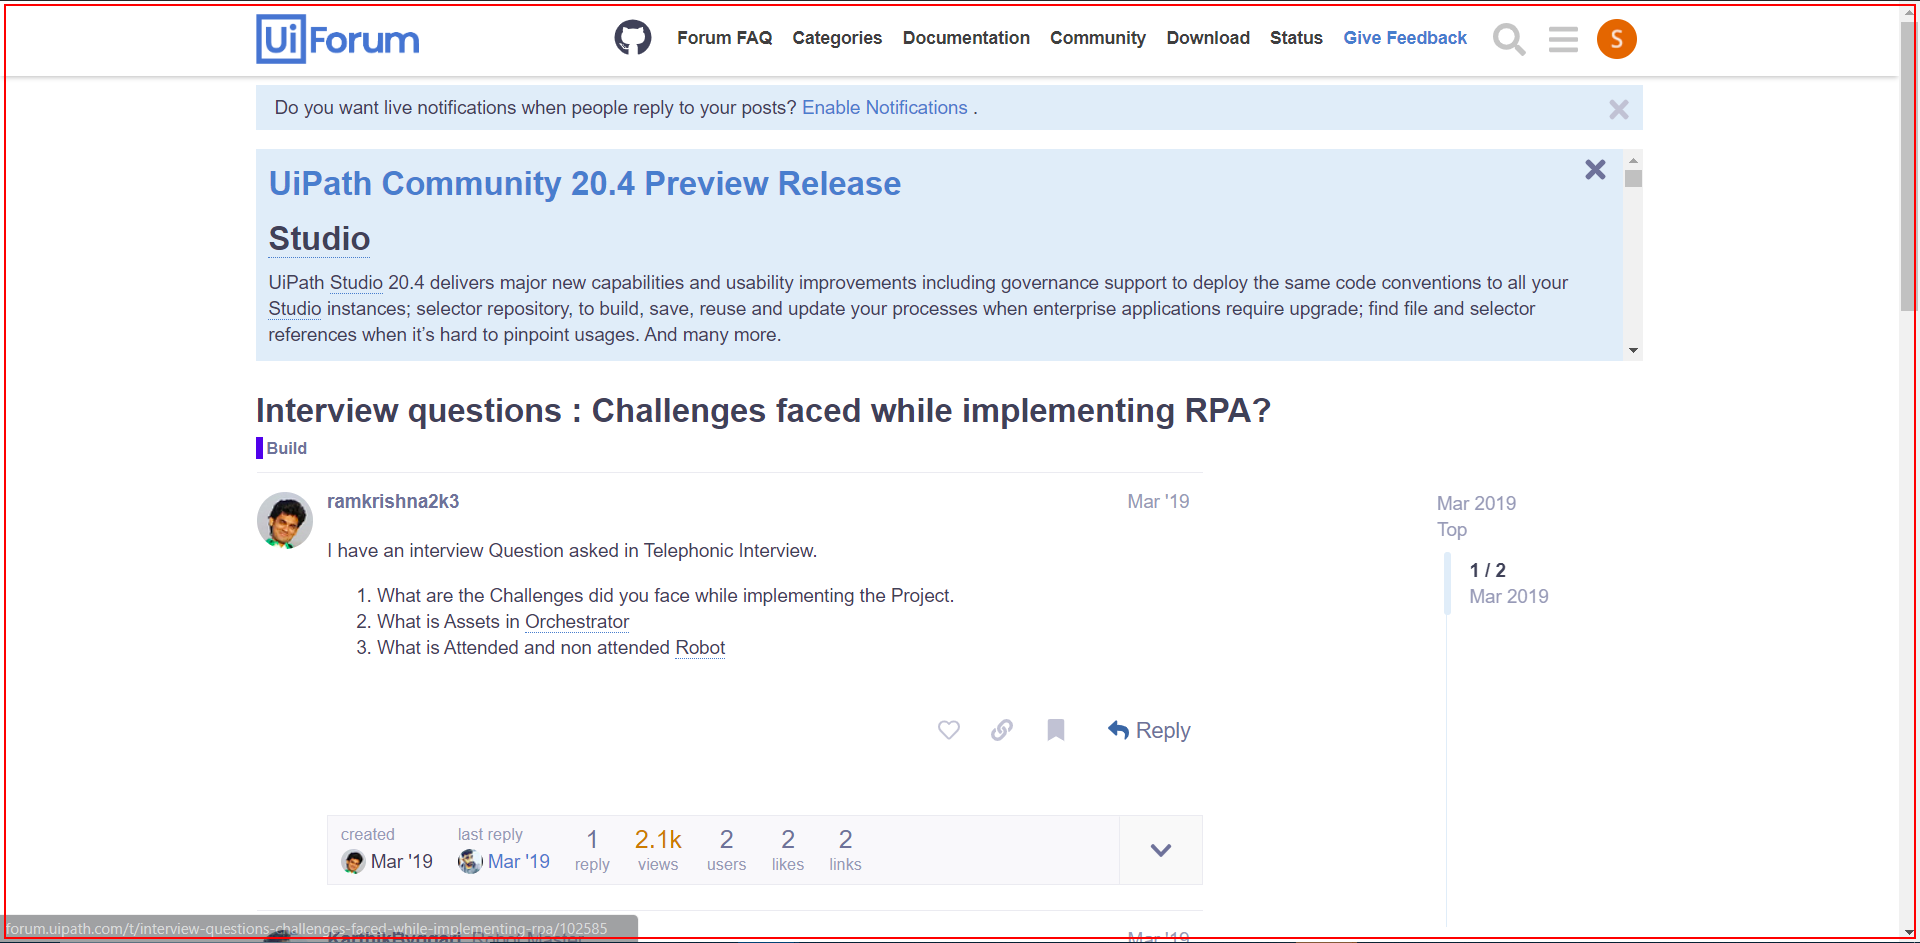 UiForum
Forum FAQ Categories Documentation Community Download Status Give Feedback
S
Do you want live notifications when people reply to your posts? Enable Notifications .
UiPath Community 20.4 Preview Release
Studio
UiPath Studio 20.4 delivers major new capabilities and usability improvements including governance support to deploy the same code conventions to all your
Studio instances; selector repository, to build, save, reuse and update your processes when enterprise applications require upgrade; find file and selector
references when it’s hard to pinpoint usages. And many more.
Interview questions : Challenges faced while implementing RPA?
Build
ramkrishna2k3 Mar '19
I have an interview Question asked in Telephonic Interview.
1. What are the Challenges did you face while implementing the Project.
2. What is Assets in Orchestrator
3. What is Attended and non attended Robot
Reply
Mar 2019
Top
1 / 2
Mar 2019
created last reply 1 2.1k 2 2 2
Mar '19 Mar '19 reply views users likes links
forum.uipath.com/t/interview-questions-challenges-faced-while-implementing-rpa/102585
Mar '19